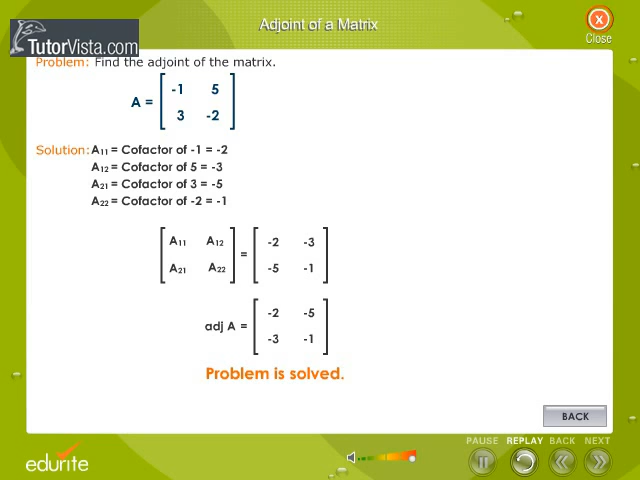 Adjoint of a Matrix
Close
TutorVista.com
Problem: Find the adjoint of the matrix.
A = [ -1 5
3 -2 ]
Solution: A₁₁ = Cofactor of -1 = -2
A₁₂ = Cofactor of 5 = -3
A₂₁ = Cofactor of 3 = -5
A₂₂ = Cofactor of -2 = -1
[ A₁₁ A₁₂ ] = [ -2 -3
A₂₁ A₂₂ -5 -1 ]
adj A = [ -2 -5
-3 -1 ]
Problem is solved.
BACK
PAUSE REPLAY BACK NEXT
edurite